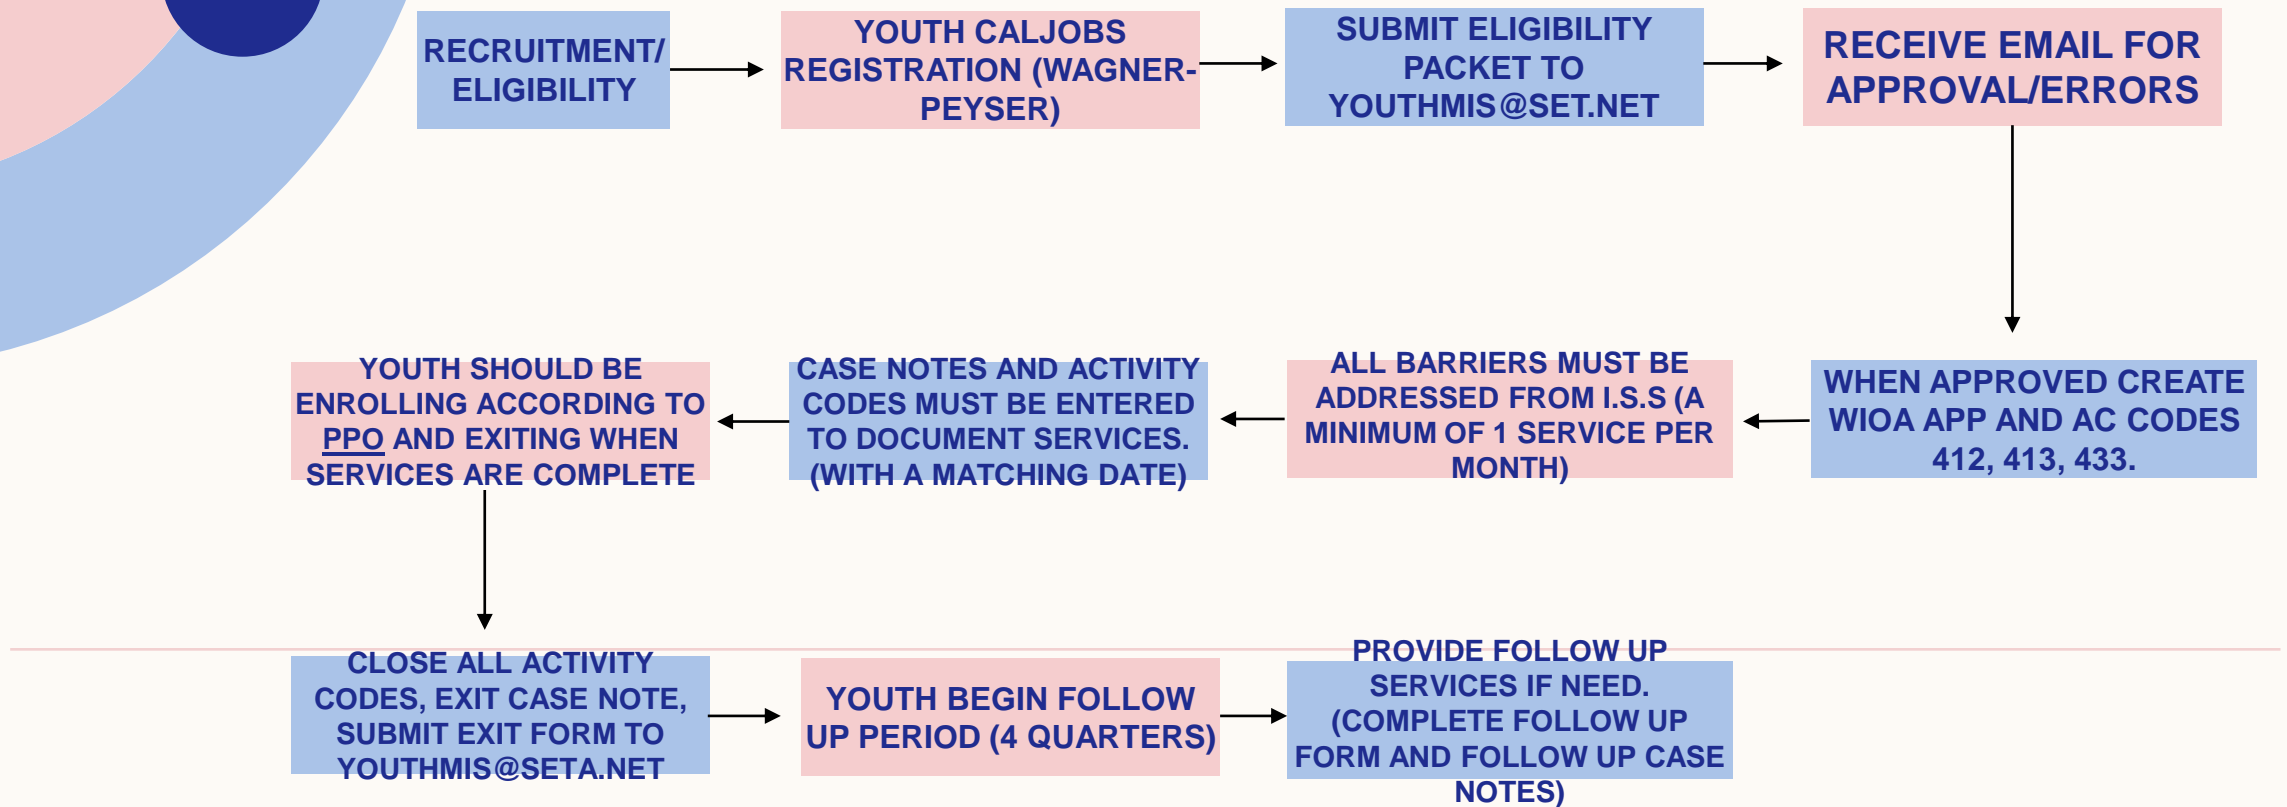 RECRUITMENT/
ELIGIBILITY
YOUTH CALJOBS
REGISTRATION (WAGNER-
PEYSER)
SUBMIT ELIGIBILITY
PACKET TO
YOUTHMIS@SET.NET
RECEIVE EMAIL FOR
APPROVAL/ERRORS
WHEN APPROVED CREATE
WIOA APP AND AC CODES
412, 413, 433.
ALL BARRIERS MUST BE
ADDRESSED FROM I.S.S (A
MINIMUM OF 1 SERVICE PER
MONTH)
CASE NOTES AND ACTIVITY
CODES MUST BE ENTERED
TO DOCUMENT SERVICES.
(WITH A MATCHING DATE)
YOUTH SHOULD BE
ENROLLING ACCORDING TO
PPO AND EXITING WHEN
SERVICES ARE COMPLETE
CLOSE ALL ACTIVITY
CODES, EXIT CASE NOTE,
SUBMIT EXIT FORM TO
YOUTHMIS@SETA.NET
YOUTH BEGIN FOLLOW
UP PERIOD (4 QUARTERS)
PROVIDE FOLLOW UP
SERVICES IF NEED.
(COMPLETE FOLLOW UP
FORM AND FOLLOW UP CASE
NOTES)